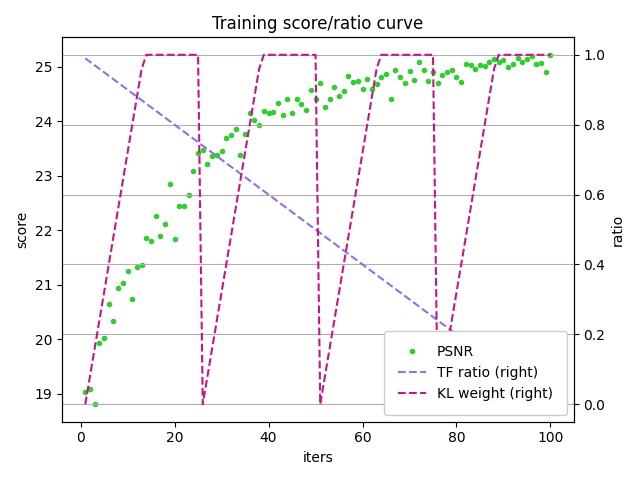 Training score/ratio curve
25
24
23
22
21
20
19
score
1.0
0.8
0.6
0.4
0.2
0.0
ratio
PSNR
TF ratio (right)
KL weight (right)
0 20 40 60 80 100
iters